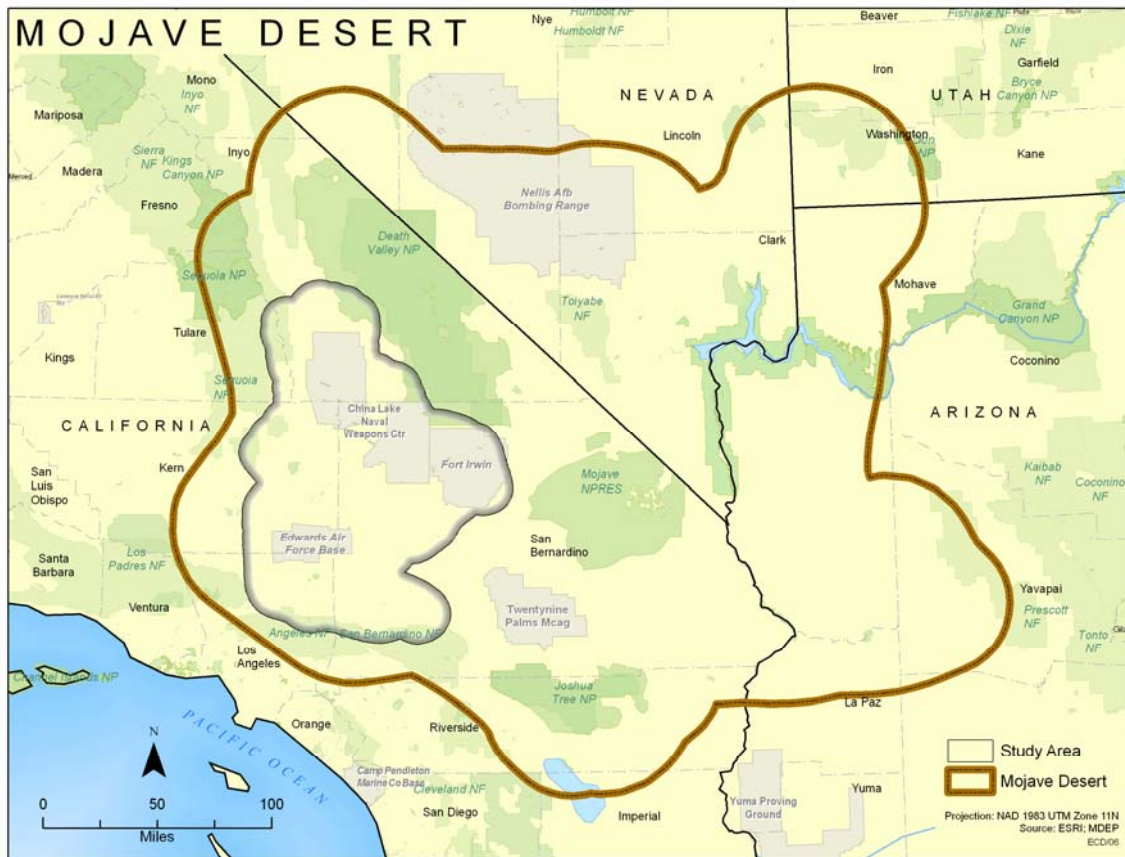 MOJAVE DESERT
Nye
Humbolt NF
Humboldt NF
Beaver
Piute
Fishlake NF
Dixie
NF
Garfield
Bryce
Canyon NP
Iron
UTAH
NEVADA
Lincoln
Washington
Zion
NP
Kane
Mono
Inyo
NF
Mariposa
Inyo
Sierra
NF
Kings
Canyon NP
Merced
Madera
Fresno
Nellis Afb
Bombing Range
Death
Valley NP
Clark
Sequoia NP
Mohave
Toiyabe
NF
Grand
Canyon NP
Tulare
Kings
Coconino
Sequoia
NF
CALIFORNIA
China Lake
Naval
Weapons Ctr
ARIZONA
Kern
Fort Irwin
San
Luis
Obispo
Mojave
NPRES
Kaibab
NF
Coconino
NF
Edwards Air
Force Base
San
Bernardino
Los
Padres NF
Santa
Barbara
Ventura
Twentynine
Palms Mcag
Yavapai
Prescott
NF
Tonto
NF
Angeles NF
San Bernardino NF
Los
Angeles
Channel Islands NP
Joshua
Tree NP
La Paz
PACIFIC OCEAN
Orange
Riverside
N
Camp Pendleton
Marine Co Base
Cleveland NF
San Diego
Imperial
Yuma Proving
Ground
Yuma
Study Area
Mojave Desert
0 50 100
Miles
Projection: NAD 1983 UTM Zone 11N
Source: ESRI; MDEP
ECD/06